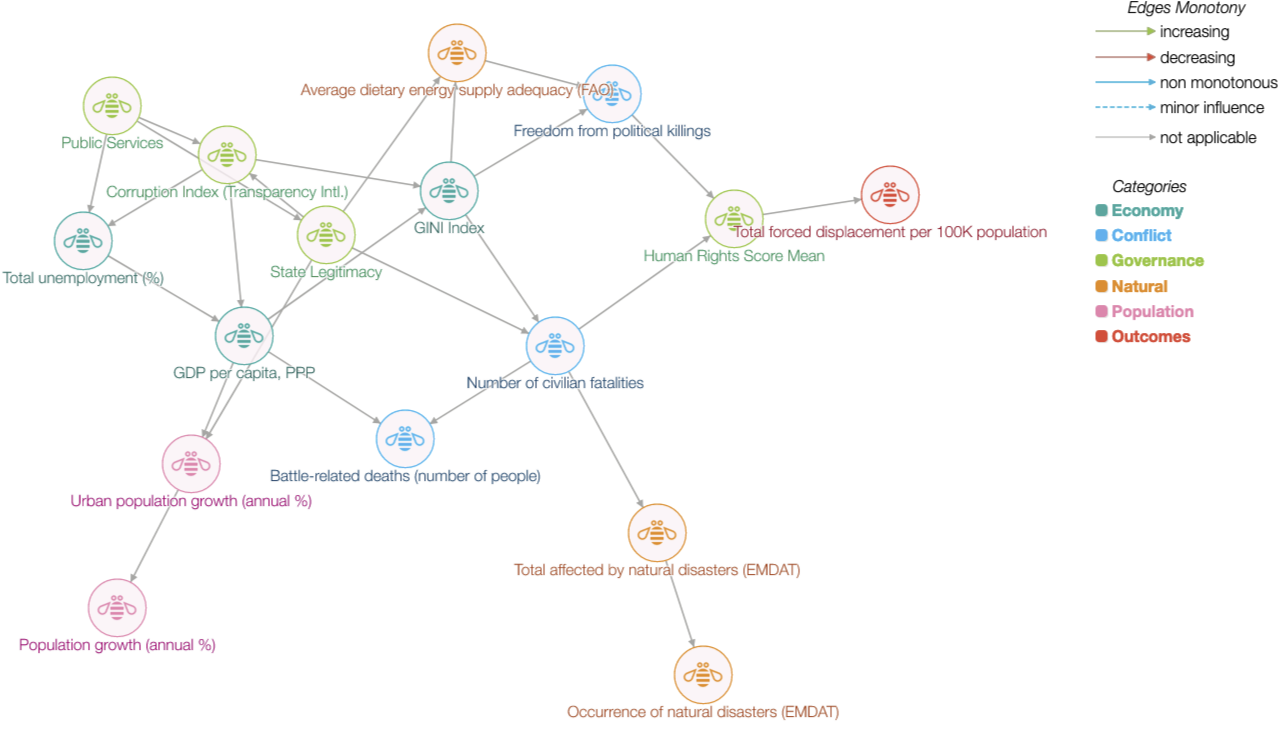 Edges Monotony
increasing
decreasing
non monotonous
minor influence
not applicable
Categories
Economy
Conflict
Governance
Natural
Population
Outcomes
Average dietary energy supply adequacy (FAO)
Freedom from political killings
Public Services
Corruption Index (Transparency Intl.)
GINI Index
Total forced displacement per 100K population
Human Rights Score Mean
State Legitimacy
Total unemployment (%)
GDP per capita, PPP
Number of civilian fatalities
Battle-related deaths (number of people)
Urban population growth (annual %)
Total affected by natural disasters (EMDAT)
Population growth (annual %)
Occurrence of natural disasters (EMDAT)